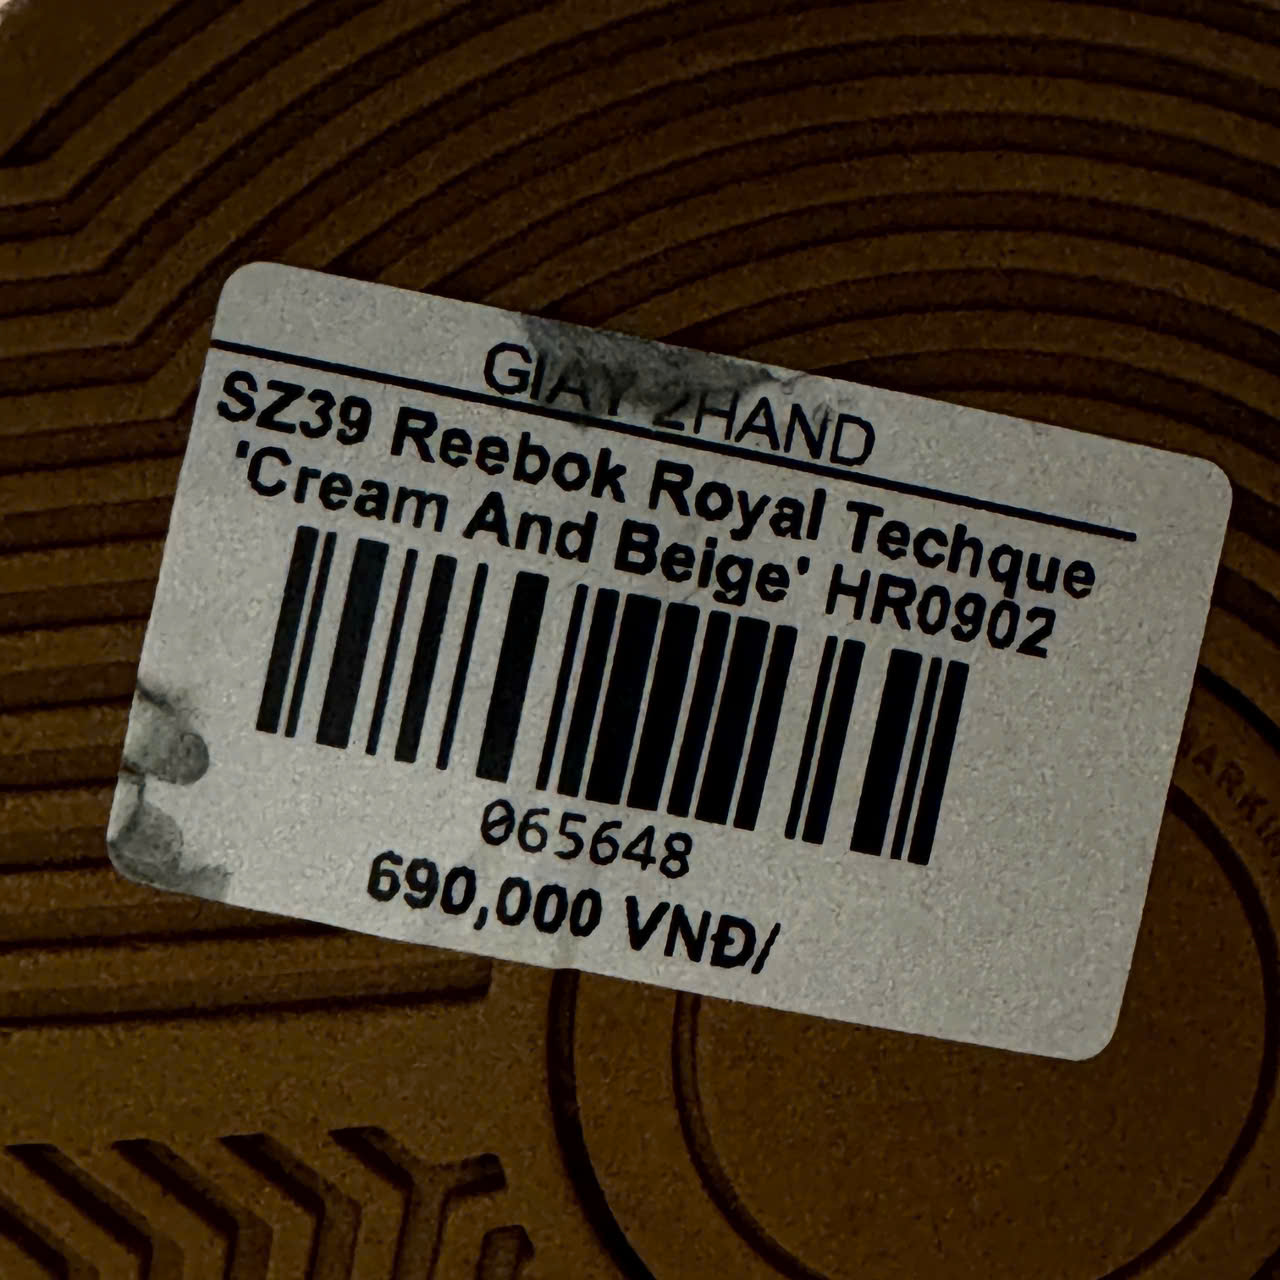 GIAY 2HAND
SZ39 Reebok Royal Techque
'Cream And Beige' HR0902
065648
690,000 VNĐ/